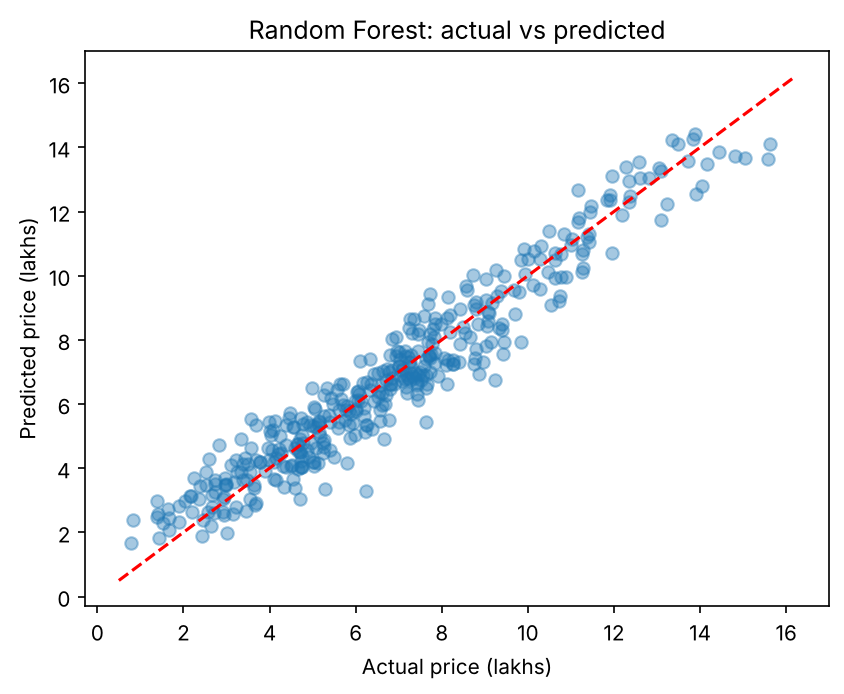 Random Forest: actual vs predicted
16
14
12
10
8
6
4
2
0
Predicted price (lakhs)
0 2 4 6 8 10 12 14 16
Actual price (lakhs)